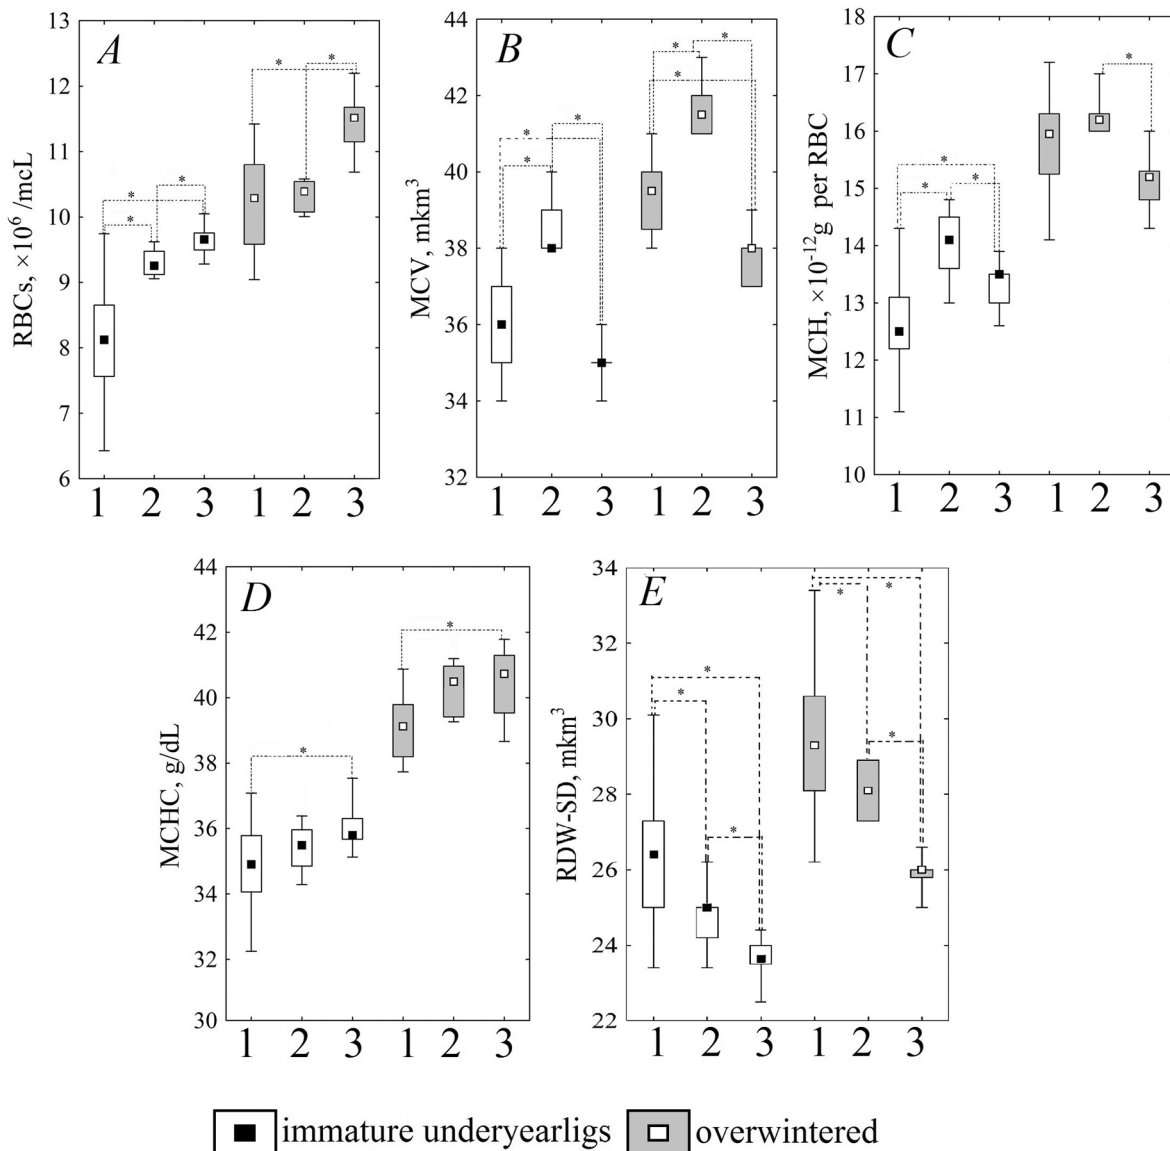 A
RBCs, ×10⁶ /mcL
13
12
11
10
9
8
7
6
* * * * *
1 2 3 1 2 3
B
MCV, mkm³
44
42
40
38
36
34
32
* * * * * *
1 2 3 1 2 3
C
MCH, ×10⁻¹²g per RBC
18
17
16
15
14
13
12
11
10
* * * *
1 2 3 1 2 3
D
MCHC, g/dL
44
42
40
38
36
34
32
30
* *
1 2 3 1 2 3
E
RDW-SD, mkm³
34
32
30
28
26
24
22
* * * * * *
1 2 3 1 2 3
immature underyearligs
overwintered